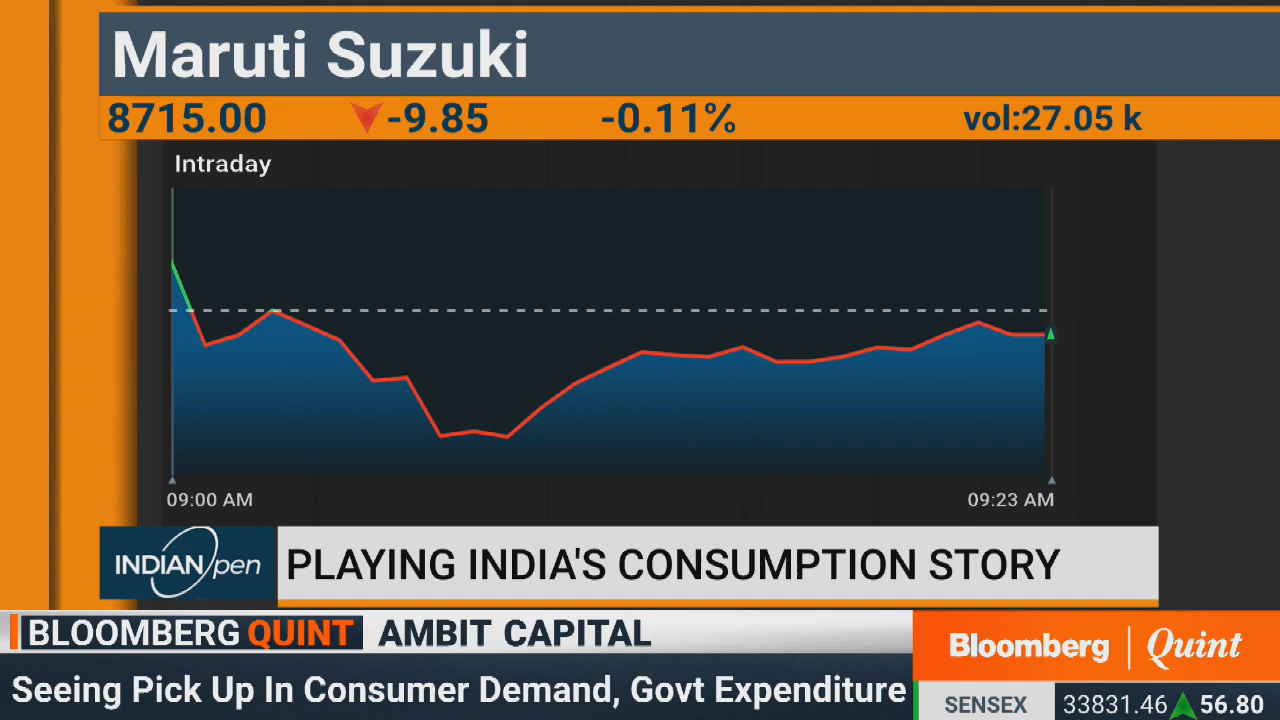 Maruti Suzuki
8715.00 -9.85 -0.11% vol:27.05 k
Intraday
09:00 AM 09:23 AM
INDIAN Open PLAYING INDIA'S CONSUMPTION STORY
BLOOMBERG QUINT AMBIT CAPITAL
Bloomberg | Quint
Seeing Pick Up In Consumer Demand, Govt Expenditure
SENSEX 33831.46 56.80